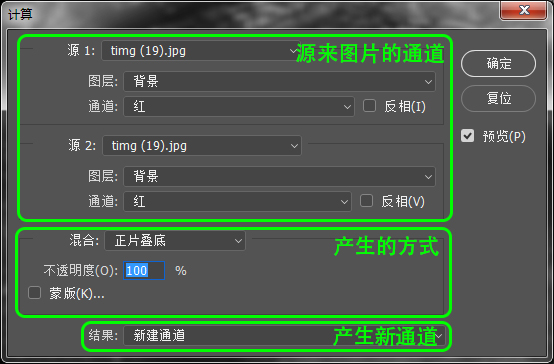 计算
源 1: timg (19).jpg
源来图片的通道
确定
图层: 背景
通道: 红 反相(I)
复位
预览(P)
源 2: timg (19).jpg
图层: 背景
通道: 红 反相(V)
混合: 正片叠底
产生的方式
不透明度(O): 100 %
蒙版(K)...
结果: 新建通道
产生新通道